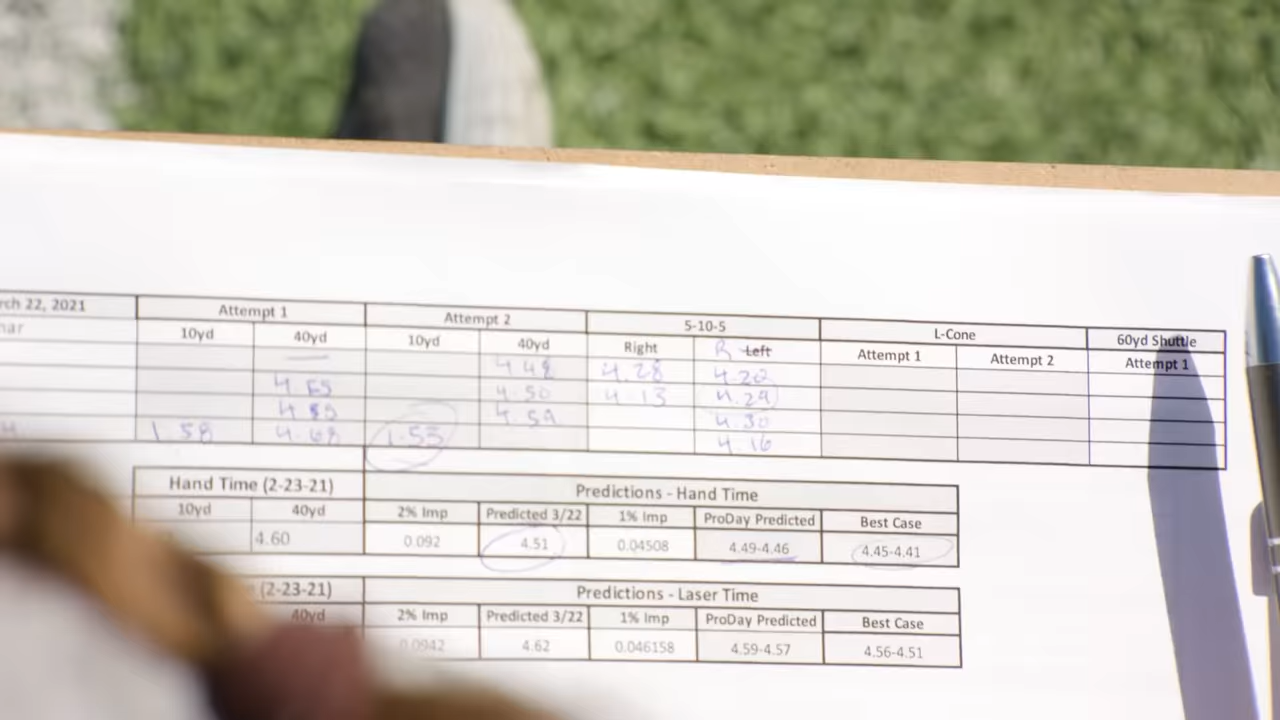 rch 22, 2021 Attempt 1 Attempt 2 5-10-5 L-Cone 60yd Shuttle
10yd 40yd 10yd 40yd Right R Left Attempt 1 Attempt 2 Attempt 1
4.28 4.20
4.50 4.13 4.29
4.59 4.30
1.58 4.68 1.53 4.16
Hand Time (2-23-21) Predictions - Hand Time
10yd 40yd 2% Imp Predicted 3/22 1% Imp ProDay Predicted Best Case
4.60 0.092 4.51 0.04508 4.49-4.46 4.45-4.41
(2-23-21) Predictions - Laser Time
40yd 2% Imp Predicted 3/22 1% Imp ProDay Predicted Best Case
0.0942 4.62 0.046158 4.59-4.57 4.56-4.51